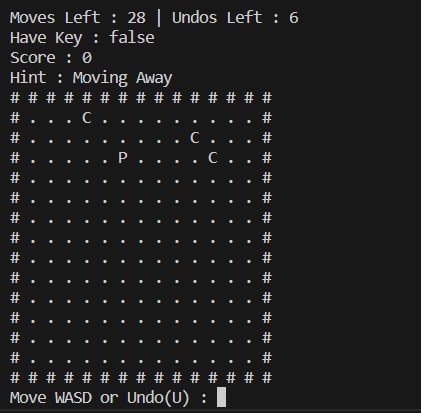 Moves Left : 28 | Undos Left : 6
Have Key : false
Score : 0
Hint : Moving Away
# # # # # # # # # # # # # # #
# . . . C . . . . . . . . . #
# . . . . . . . . . C . . . #
# . . . . . P . . . . C . . #
# . . . . . . . . . . . . . #
# . . . . . . . . . . . . . #
# . . . . . . . . . . . . . #
# . . . . . . . . . . . . . #
# . . . . . . . . . . . . . #
# . . . . . . . . . . . . . #
# . . . . . . . . . . . . . #
# . . . . . . . . . . . . . #
# . . . . . . . . . . . . . #
# . . . . . . . . . . . . . #
# # # # # # # # # # # # # # #
Move WASD or Undo(U) :